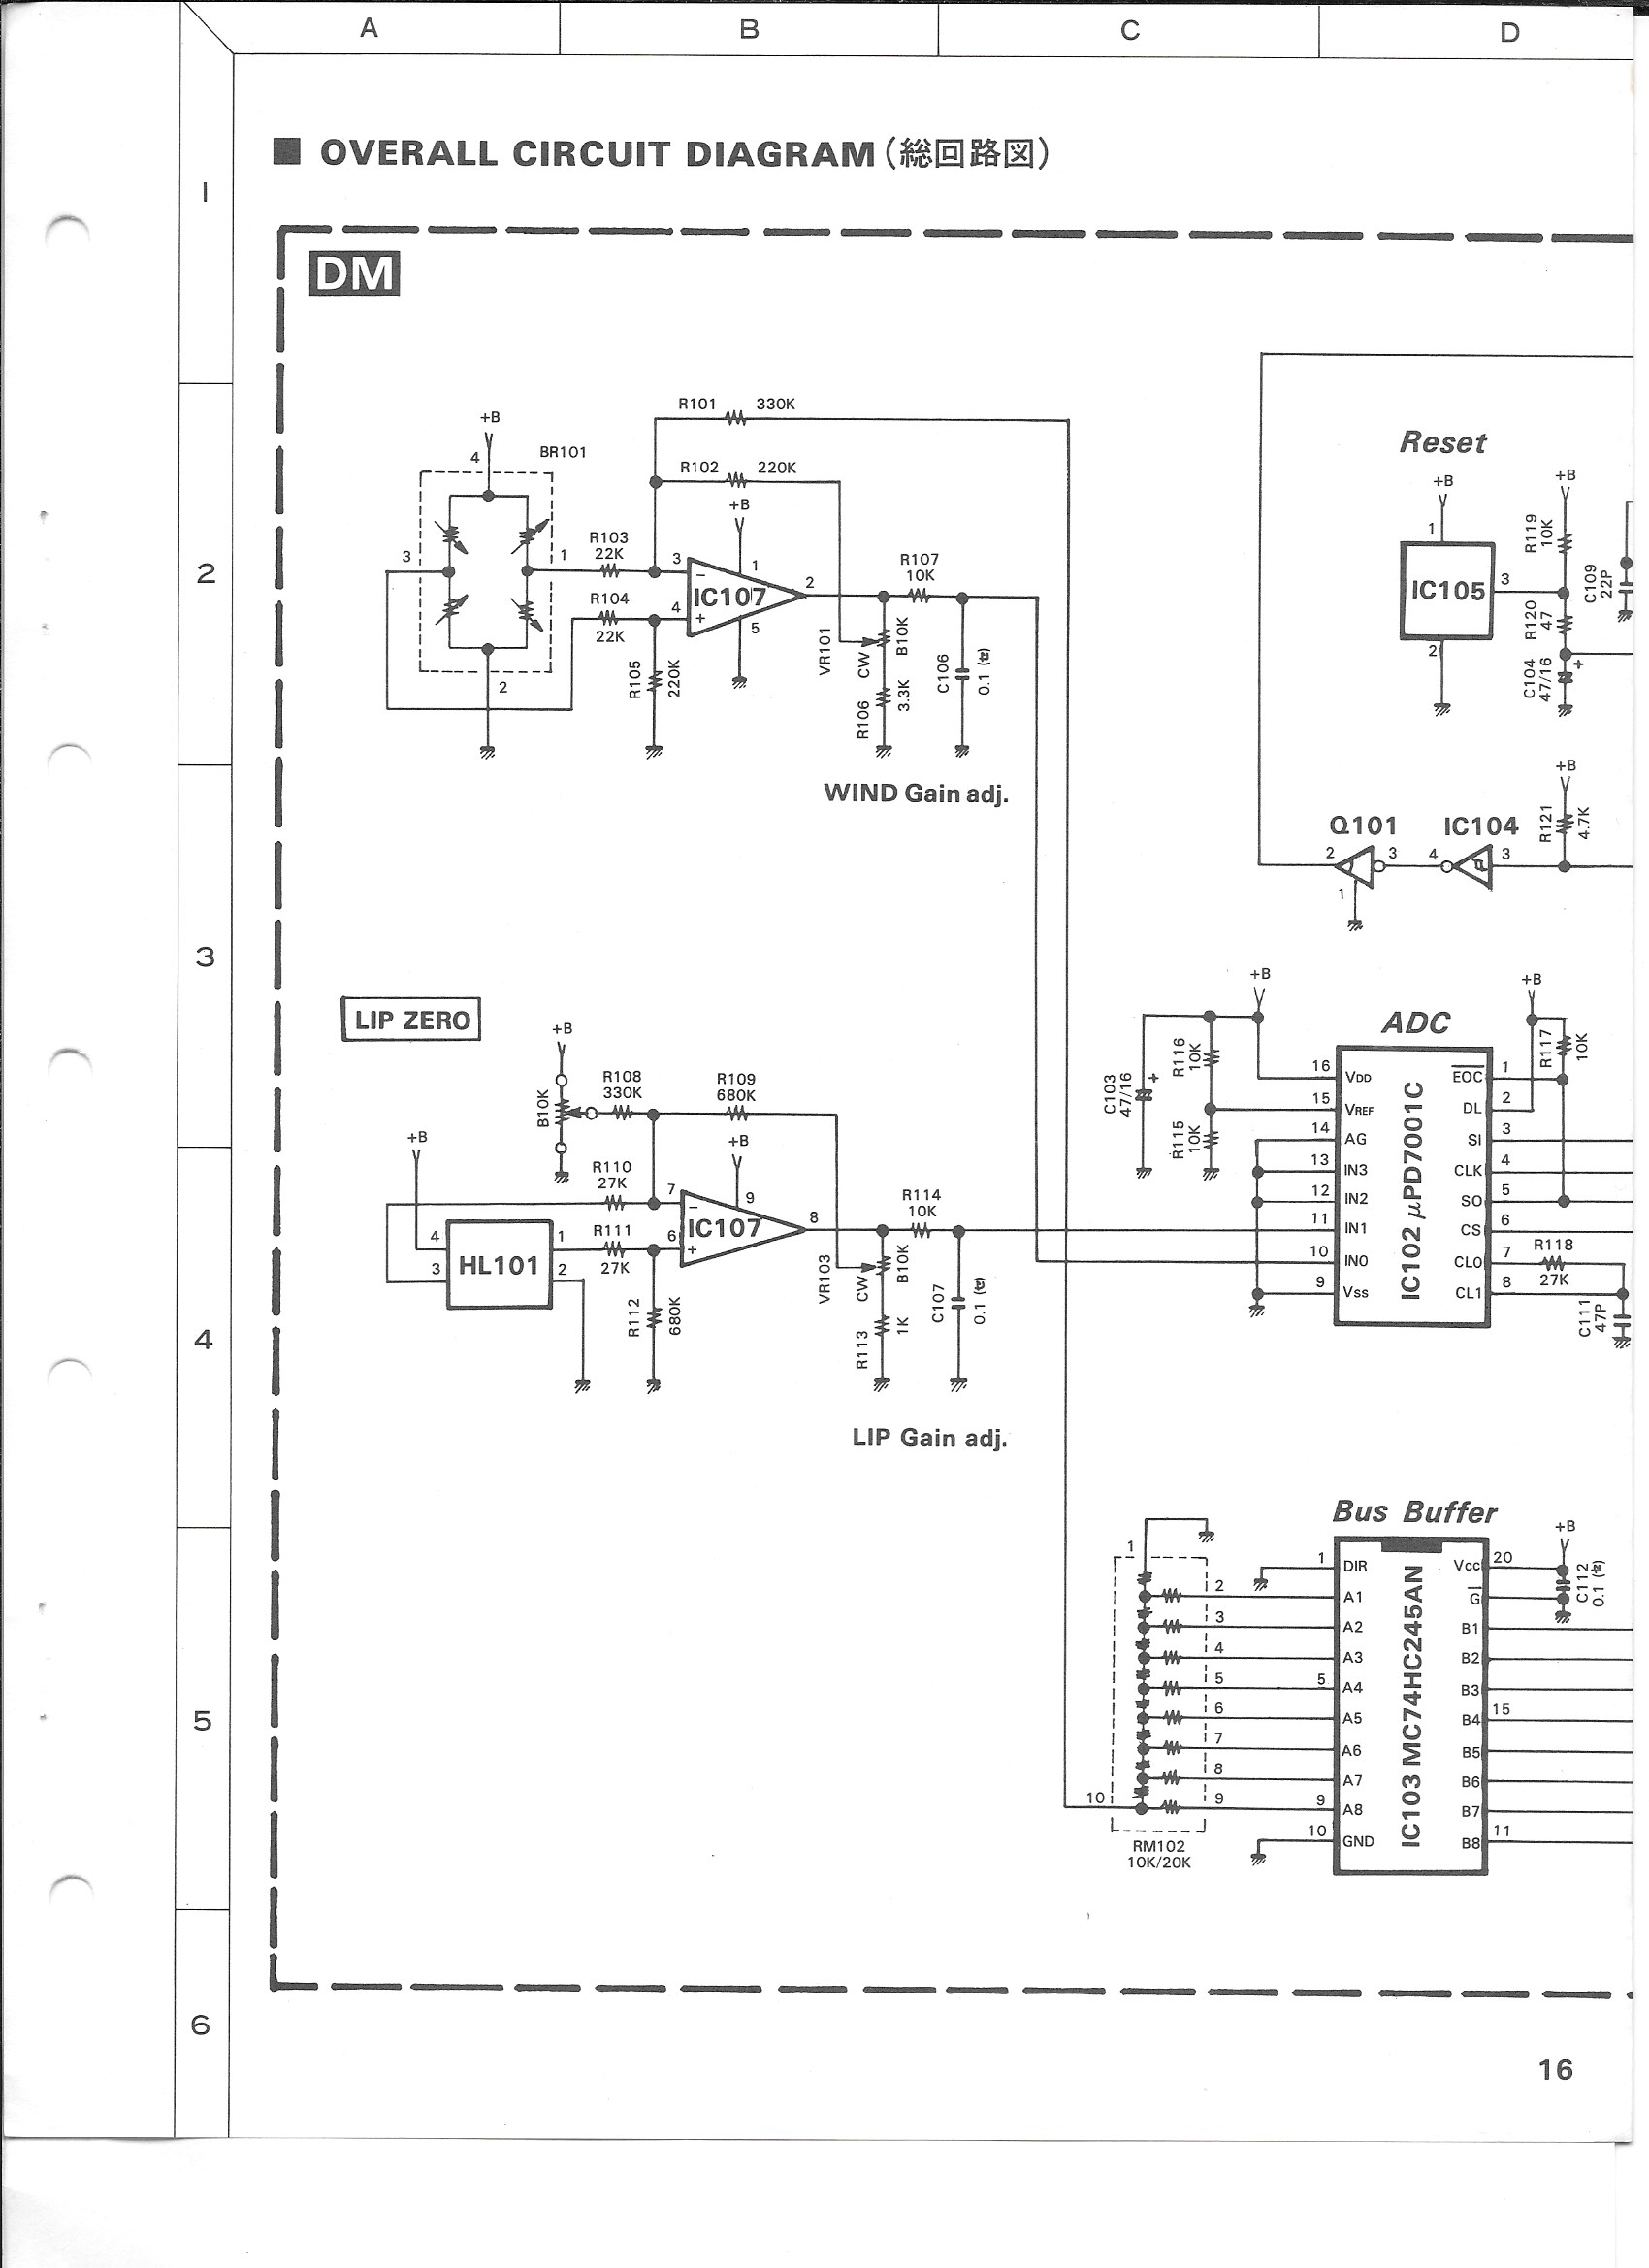 A B C D
1
2
3
4
5
6
■ OVERALL CIRCUIT DIAGRAM (総回路図)
DM
+B
4
BR101
3
1
2
R101 330K
R102 220K
+B
R103
22K
3
1
R104
22K
4
5
−
+
IC107
2
R105
220K
R107
10K
VR101
CW
B10K
R106
3.3K
C106
0.1
WIND Gain adj.
Reset
+B
1
IC105
3
2
+B
R119
10K
R120
47
C104
47/16
+
C109
22P
+B
R121
4.7K
Q101
2
3
1
IC104
4
3
LIP ZERO
+B
B10K
R108
330K
R109
680K
+B
+B
R110
27K
7
9
R111
27K
6
−
+
IC107
8
4
3
HL101
1
2
R112
680K
R114
10K
VR103
CW
B10K
R113
1K
C107
0.1
LIP Gain adj.
+B
C103
47/16
+
R116
10K
R115
10K
ADC
IC102 μPD7001C
16 VDD
15 VREF
14 AG
13 IN3
12 IN2
11 IN1
10 IN0
9 Vss
EOC 1
DL 2
SI 3
CLK 4
SO 5
CS 6
CL0 7
CL1 8
+B
R117
10K
R118
27K
C111
47P
Bus Buffer
IC103 MC74HC245AN
1 DIR
A1
A2
A3
5 A4
A5
A6
A7
9 A8
10 GND
Vcc 20
G
B1
B2
B3
B4 15
B5
B6
B7
B8 11
+B
C112
0.1
1
2
3
4
5
6
7
8
9
10
RM102
10K/20K
16